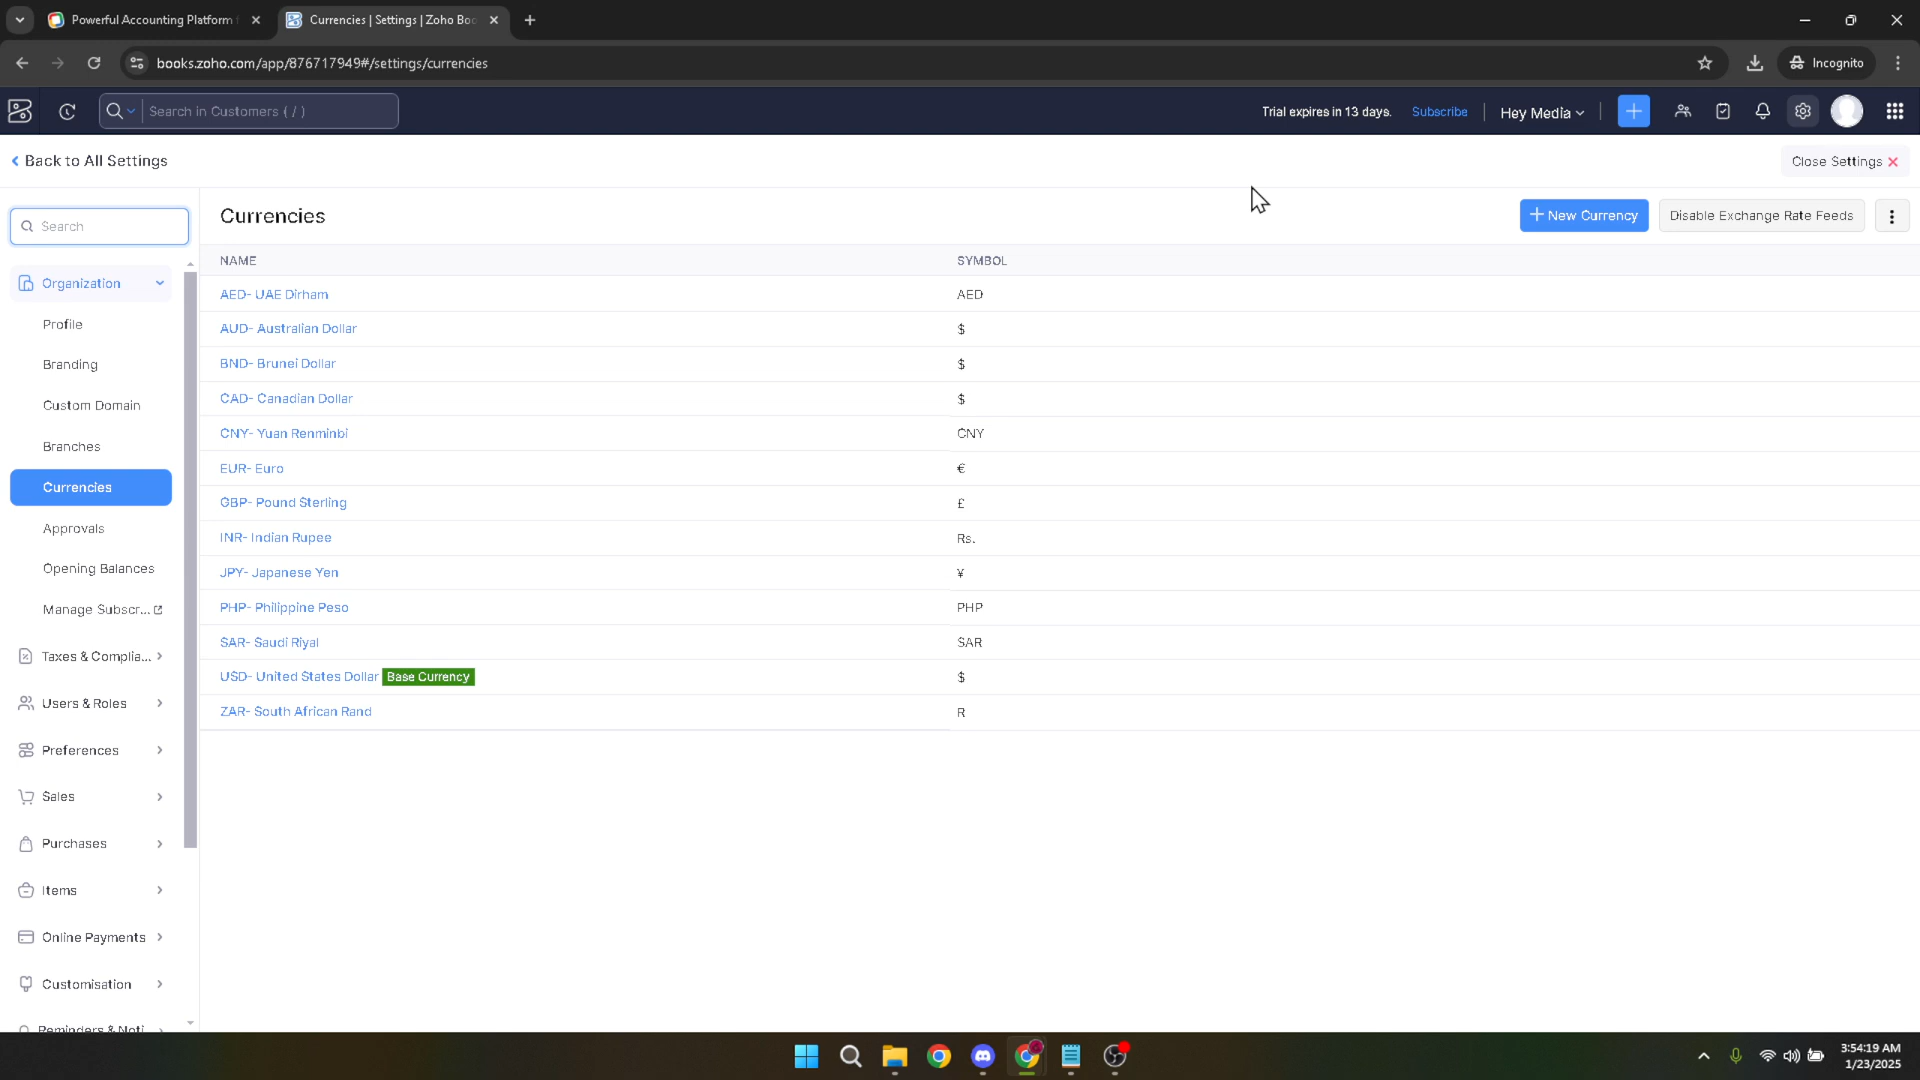 Powerful Accounting Platform
Currencies | Settings | Zoho Boo
books.zoho.com/app/876717949#/settings/currencies
Incognito
Search in Customers ( / )
Trial expires in 13 days.
Subscribe
Hey Media
Back to All Settings
Close Settings
Search
Currencies
New Currency
Disable Exchange Rate Feeds
NAME
SYMBOL
Organization
AED- UAE Dirham
AED
Profile
AUD- Australian Dollar
$
Branding
BND- Brunei Dollar
$
Custom Domain
CAD- Canadian Dollar
$
Branches
CNY- Yuan Renminbi
CNY
Currencies
EUR- Euro
€
GBP- Pound Sterling
£
Approvals
INR- Indian Rupee
Rs.
Opening Balances
JPY- Japanese Yen
¥
Manage Subscr...
PHP- Philippine Peso
PHP
Taxes & Complia...
SAR- Saudi Riyal
SAR
USD- United States Dollar Base Currency
$
Users & Roles
ZAR- South African Rand
R
Preferences
Sales
Purchases
Items
Online Payments
Customisation
Reminders & Noti...
3:54:19 AM
1/23/2025